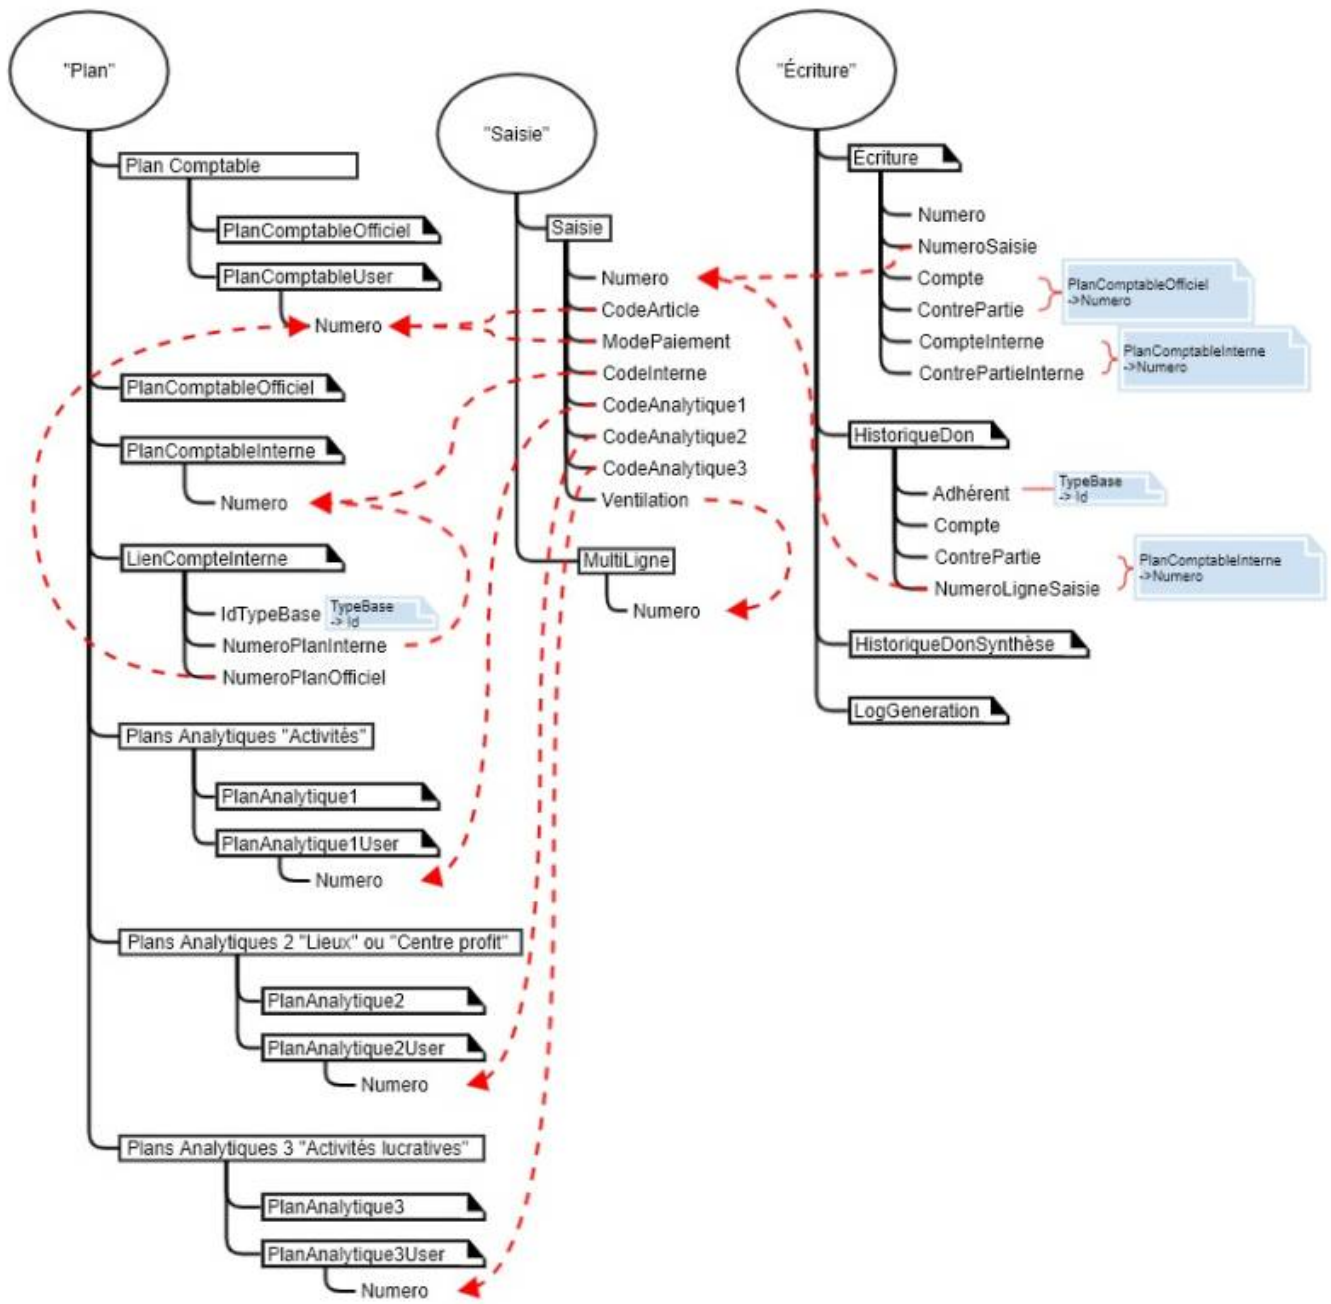 "Plan"
Plan Comptable
PlanComptableOfficiel
PlanComptableUser
Numero
PlanComptableOfficiel
PlanComptableInterne
Numero
LienCompteInterne
IdTypeBase
TypeBase
-> Id
NumeroPlanInterne
NumeroPlanOfficiel
Plans Analytiques "Activités"
PlanAnalytique1
PlanAnalytique1User
Numero
Plans Analytiques 2 "Lieux" ou "Centre profit"
PlanAnalytique2
PlanAnalytique2User
Numero
Plans Analytiques 3 "Activités lucratives"
PlanAnalytique3
PlanAnalytique3User
Numero
"Saisie"
Saisie
Numero
CodeArticle
ModePaiement
CodeInterne
CodeAnalytique1
CodeAnalytique2
CodeAnalytique3
Ventilation
MultiLigne
Numero
"Écriture"
Écriture
Numero
NumeroSaisie
Compte
ContrePartie
PlanComptableOfficiel
->Numero
CompteInterne
ContrePartieInterne
PlanComptableInterne
->Numero
HistoriqueDon
Adhérent
TypeBase
-> Id
Compte
ContrePartie
NumeroLigneSaisie
PlanComptableInterne
->Numero
HistoriqueDonSynthèse
LogGeneration